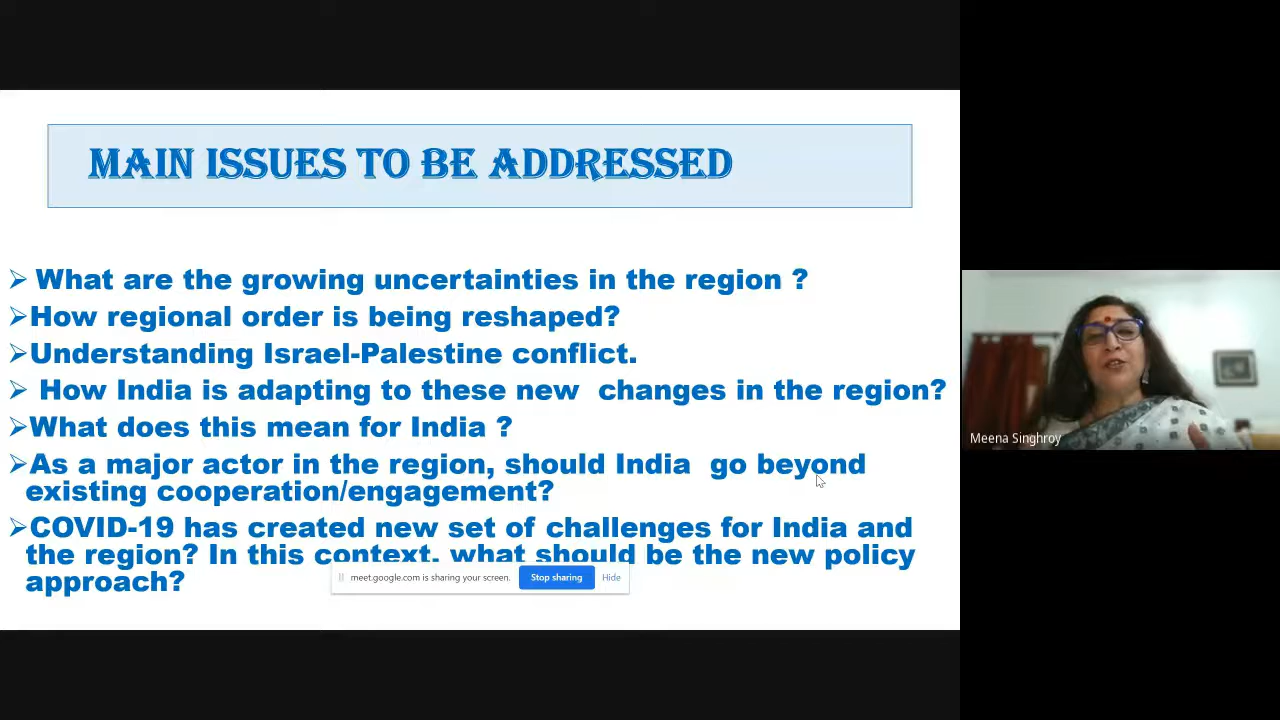 MAIN ISSUES TO BE ADDRESSED
What are the growing uncertainties in the region ?
How regional order is being reshaped?
Understanding Israel-Palestine conflict.
How India is adapting to these new changes in the region?
What does this mean for India ?
As a major actor in the region, should India go beyond
existing cooperation/engagement?
COVID-19 has created new set of challenges for India and
the region? In this context, what should be the new policy
approach?
meet.google.com is sharing your screen. Stop sharing Hide
Meena Singhroy